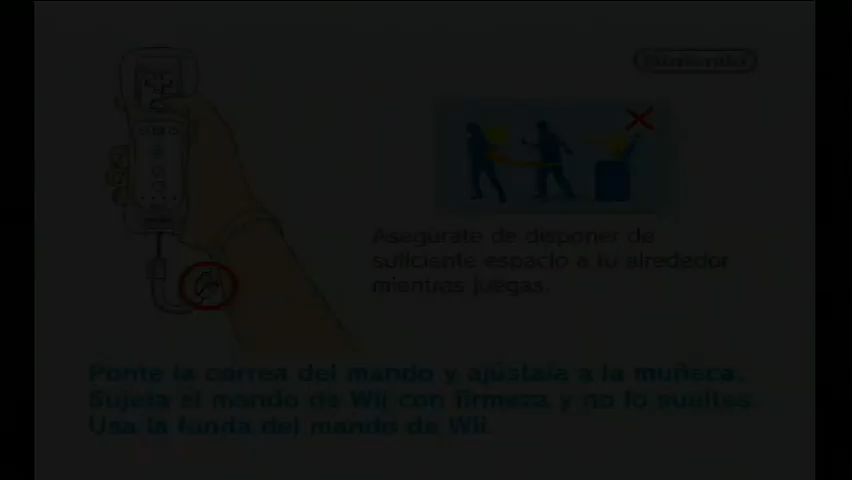 Nintendo
Asegúrate de disponer de
suficiente espacio a tu alrededor
mientras juegas.
Ponte la correa del mando y ajústala a la muñeca.
Sujeta el mando de Wii con firmeza y no lo sueltes.
Usa la funda del mando de Wii.